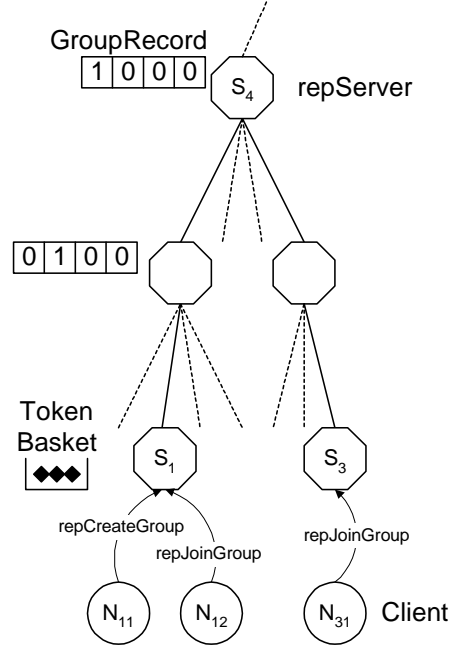 GroupRecord
1 0 0 0
S4
repServer
0 1 0 0
Token
Basket
S1
S3
repCreateGroup
repJoinGroup
repJoinGroup
N11
N12
N31
Client